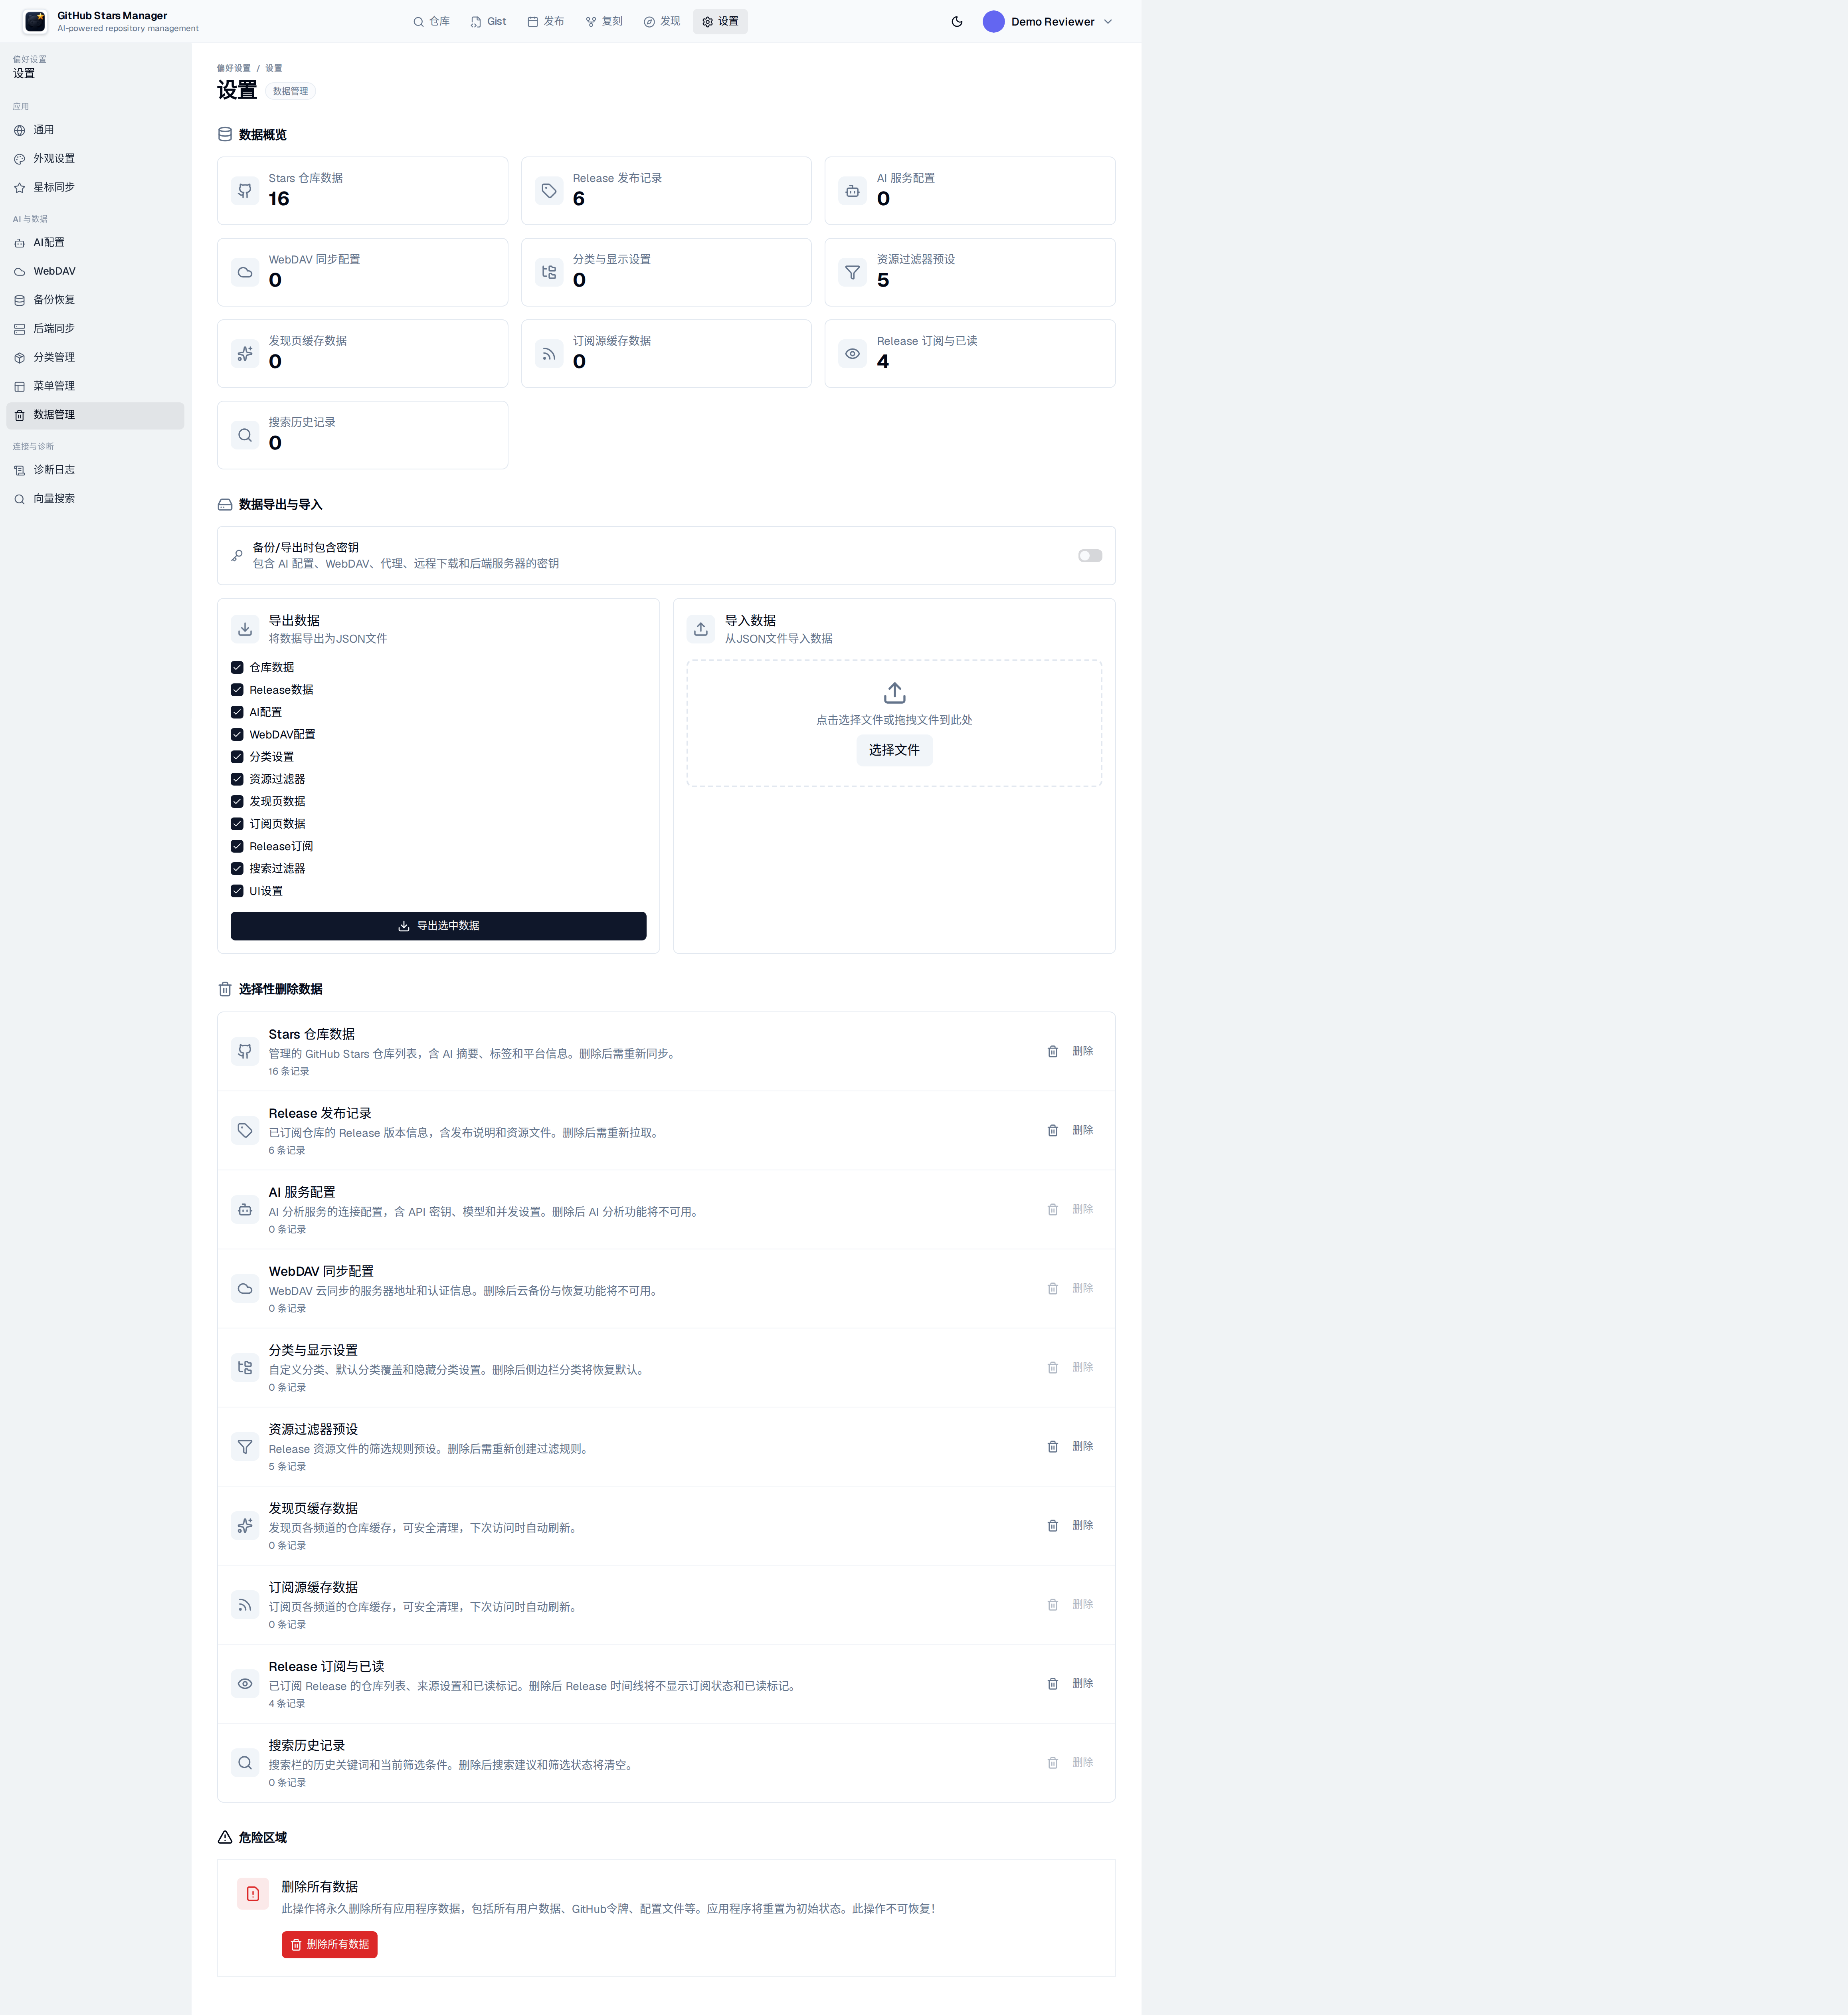 GitHub Stars Manager
AI-powered repository management
仓库
Gist
发布
复刻
发现
设置
Demo Reviewer
偏好设置
设置
应用
通用
外观设置
星标同步
AI 与数据
AI配置
WebDAV
备份恢复
后端同步
分类管理
菜单管理
数据管理
连接与诊断
诊断日志
向量搜索
偏好设置 / 设置
设置
数据管理
数据概览
Stars 仓库数据
16
Release 发布记录
6
AI 服务配置
0
WebDAV 同步配置
0
分类与显示设置
0
资源过滤器预设
5
发现页缓存数据
0
订阅源缓存数据
0
Release 订阅与已读
4
搜索历史记录
0
数据导出与导入
备份/导出时包含密钥
包含 AI 配置、WebDAV、代理、远程下载和后端服务器的密钥
导出数据
将数据导出为JSON文件
仓库数据
Release数据
AI配置
WebDAV配置
分类设置
资源过滤器
发现页数据
订阅页数据
Release订阅
搜索过滤器
UI设置
导出选中数据
导入数据
从JSON文件导入数据
点击选择文件或拖拽文件到此处
选择文件
选择性删除数据
Stars 仓库数据
管理的 GitHub Stars 仓库列表，含 AI 摘要、标签和平台信息。删除后需重新同步。
16 条记录
删除
Release 发布记录
已订阅仓库的 Release 版本信息，含发布说明和资源文件。删除后需重新拉取。
6 条记录
删除
AI 服务配置
AI 分析服务的连接配置，含 API 密钥、模型和并发设置。删除后 AI 分析功能将不可用。
0 条记录
删除
WebDAV 同步配置
WebDAV 云同步的服务器地址和认证信息。删除后云备份与恢复功能将不可用。
0 条记录
删除
分类与显示设置
自定义分类、默认分类覆盖和隐藏分类设置。删除后侧边栏分类将恢复默认。
0 条记录
删除
资源过滤器预设
Release 资源文件的筛选规则预设。删除后需重新创建过滤规则。
5 条记录
删除
发现页缓存数据
发现页各频道的仓库缓存，可安全清理，下次访问时自动刷新。
0 条记录
删除
订阅源缓存数据
订阅页各频道的仓库缓存，可安全清理，下次访问时自动刷新。
0 条记录
删除
Release 订阅与已读
已订阅 Release 的仓库列表、来源设置和已读标记。删除后 Release 时间线将不显示订阅状态和已读标记。
4 条记录
删除
搜索历史记录
搜索栏的历史关键词和当前筛选条件。删除后搜索建议和筛选状态将清空。
0 条记录
删除
危险区域
删除所有数据
此操作将永久删除所有应用程序数据，包括所有用户数据、GitHub令牌、配置文件等。应用程序将重置为初始状态。此操作不可恢复！
删除所有数据